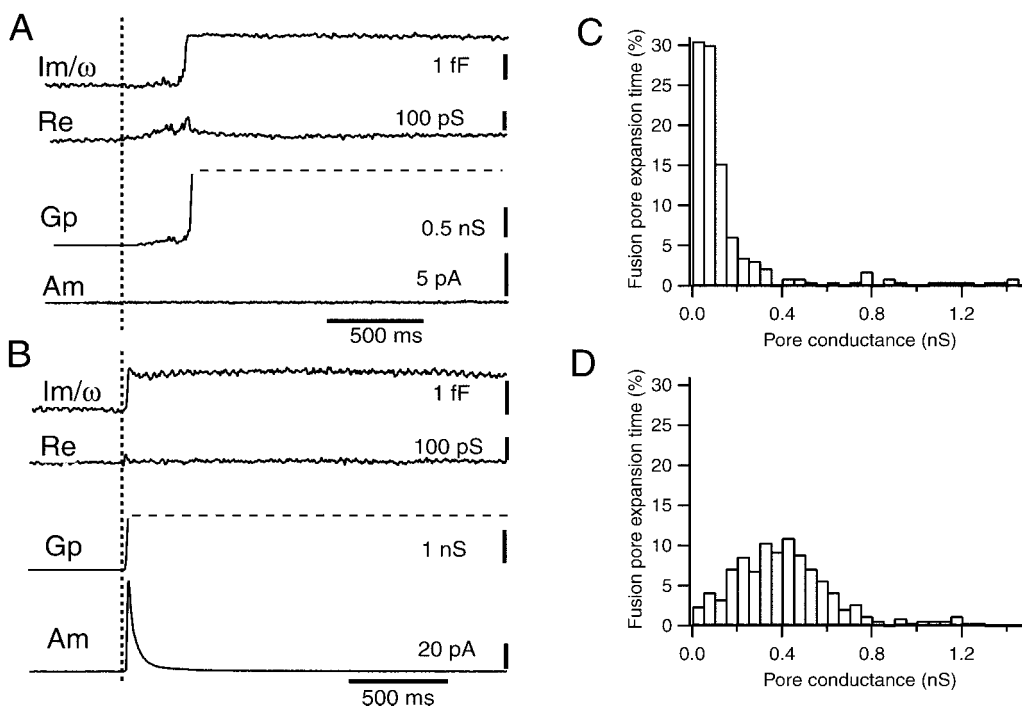 A
Im/ω
1 fF
Re
100 pS
Gp
0.5 nS
Am
5 pA
500 ms
B
Im/ω
1 fF
Re
100 pS
Gp
1 nS
Am
20 pA
500 ms
C
Fusion pore expansion time (%)
30
25
20
15
10
5
0
0.0 0.4 0.8 1.2
Pore conductance (nS)
D
Fusion pore expansion time (%)
30
25
20
15
10
5
0
0.0 0.4 0.8 1.2
Pore conductance (nS)